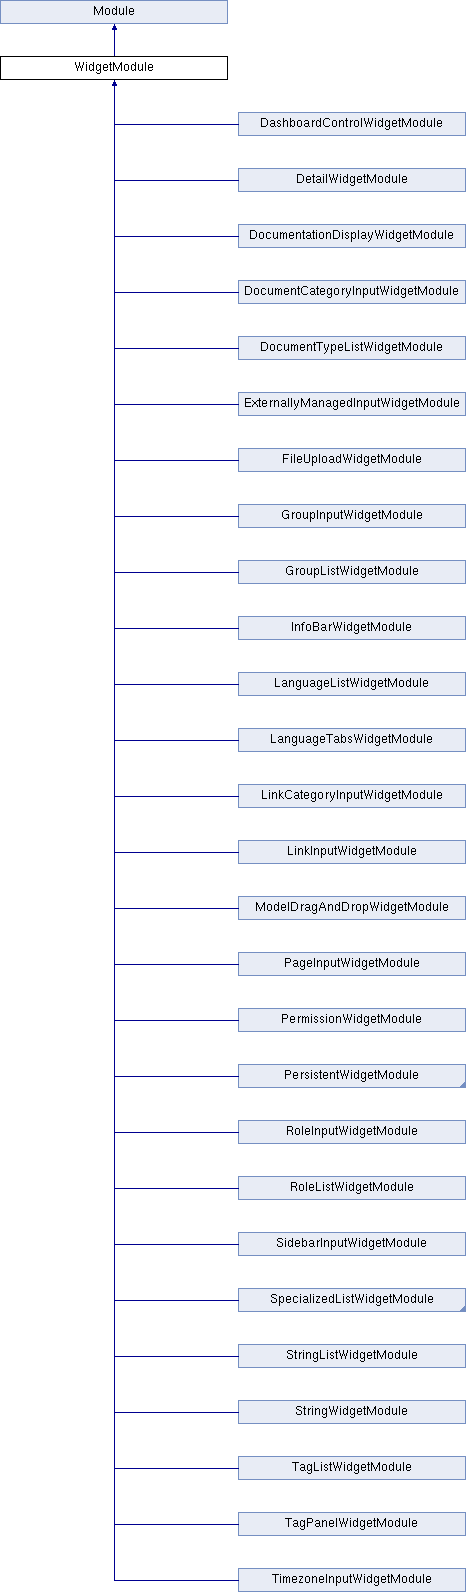 Module
WidgetModule
DashboardControlWidgetModule
DetailWidgetModule
DocumentationDisplayWidgetModule
DocumentCategoryInputWidgetModule
DocumentTypeListWidgetModule
ExternallyManagedInputWidgetModule
FileUploadWidgetModule
GroupInputWidgetModule
GroupListWidgetModule
InfoBarWidgetModule
LanguageListWidgetModule
LanguageTabsWidgetModule
LinkCategoryInputWidgetModule
LinkInputWidgetModule
ModelDragAndDropWidgetModule
PageInputWidgetModule
PermissionWidgetModule
PersistentWidgetModule
RoleInputWidgetModule
RoleListWidgetModule
SidebarInputWidgetModule
SpecializedListWidgetModule
StringListWidgetModule
StringWidgetModule
TagListWidgetModule
TagPanelWidgetModule
TimezoneInputWidgetModule